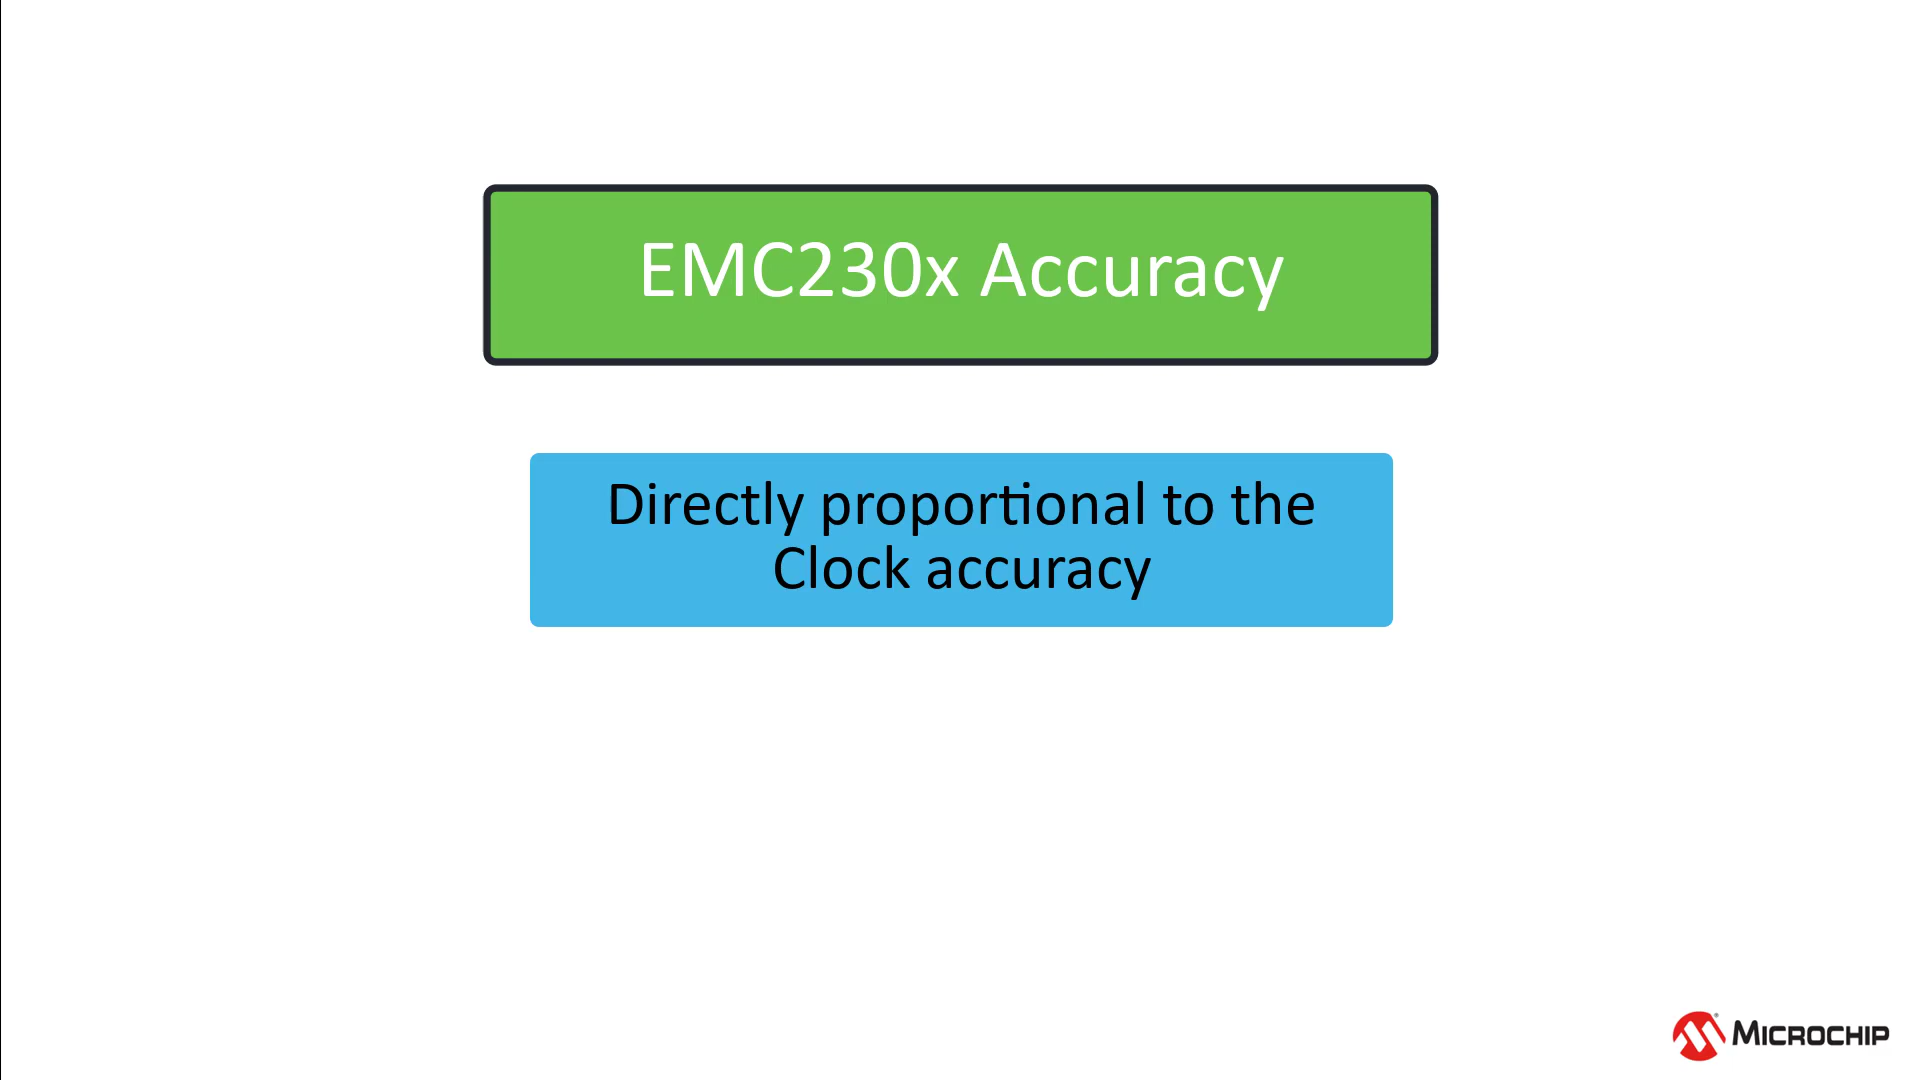 EMC230x Accuracy
Directly proportional to the
Clock accuracy
MICROCHIP